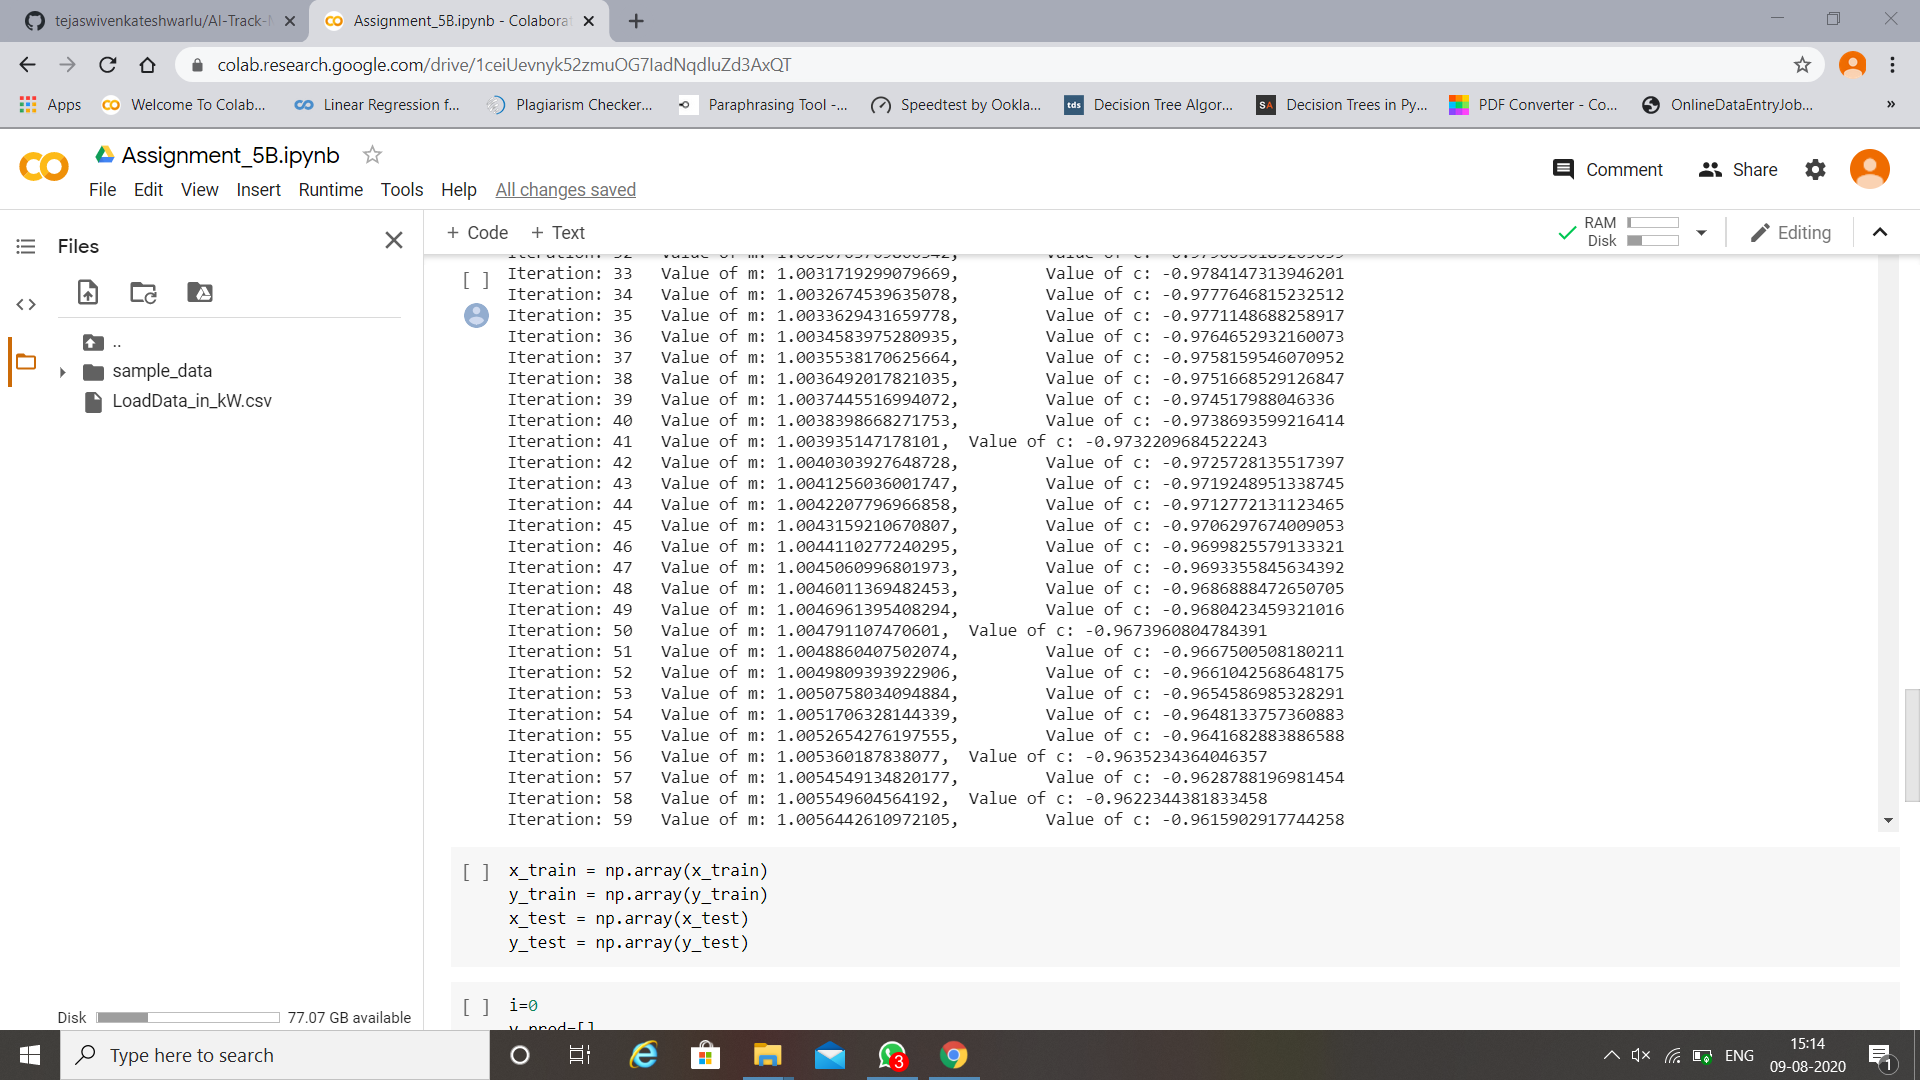 tejaswivenkateshwarlu/AI-Track-
Assignment_5B.ipynb - Colabora
colab.research.google.com/drive/1ceiUevnyk52zmuOG7IadNqdluZd3AxQT
Apps
Welcome To Colab...
Linear Regression f...
Plagiarism Checker...
Paraphrasing Tool -...
Speedtest by Ookla...
tds Decision Tree Algor...
SA Decision Trees in Py...
PDF Converter - Co...
OnlineDataEntryJob...
»
Assignment_5B.ipynb
File Edit View Insert Runtime Tools Help All changes saved
Comment Share
Files
+ Code + Text
RAM
Disk
Editing
..
sample_data
LoadData_in_kW.csv
Disk 77.07 GB available
[ ]
Iteration: 33 Value of m: 1.0031719299079669, Value of c: -0.9784147313946201
Iteration: 34 Value of m: 1.0032674539635078, Value of c: -0.9777646815232512
Iteration: 35 Value of m: 1.0033629431659778, Value of c: -0.9771148688258917
Iteration: 36 Value of m: 1.0034583975280935, Value of c: -0.9764652932160073
Iteration: 37 Value of m: 1.0035538170625664, Value of c: -0.9758159546070952
Iteration: 38 Value of m: 1.0036492017821035, Value of c: -0.9751668529126847
Iteration: 39 Value of m: 1.0037445516994072, Value of c: -0.974517988046336
Iteration: 40 Value of m: 1.0038398668271753, Value of c: -0.9738693599216414
Iteration: 41 Value of m: 1.003935147178101, Value of c: -0.9732209684522243
Iteration: 42 Value of m: 1.0040303927648728, Value of c: -0.9725728135517397
Iteration: 43 Value of m: 1.0041256036001747, Value of c: -0.9719248951338745
Iteration: 44 Value of m: 1.0042207796966858, Value of c: -0.9712772131123465
Iteration: 45 Value of m: 1.0043159210670807, Value of c: -0.9706297674009053
Iteration: 46 Value of m: 1.0044110277240295, Value of c: -0.9699825579133321
Iteration: 47 Value of m: 1.0045060996801973, Value of c: -0.9693355845634392
Iteration: 48 Value of m: 1.0046011369482453, Value of c: -0.9686888472650705
Iteration: 49 Value of m: 1.0046961395408294, Value of c: -0.9680423459321016
Iteration: 50 Value of m: 1.004791107470601, Value of c: -0.9673960804784391
Iteration: 51 Value of m: 1.0048860407502074, Value of c: -0.9667500508180211
Iteration: 52 Value of m: 1.0049809393922906, Value of c: -0.9661042568648175
Iteration: 53 Value of m: 1.0050758034094884, Value of c: -0.9654586985328291
Iteration: 54 Value of m: 1.0051706328144339, Value of c: -0.9648133757360883
Iteration: 55 Value of m: 1.0052654276197555, Value of c: -0.9641682883886588
Iteration: 56 Value of m: 1.005360187838077, Value of c: -0.9635234364046357
Iteration: 57 Value of m: 1.0054549134820177, Value of c: -0.9628788196981454
Iteration: 58 Value of m: 1.005549604564192, Value of c: -0.9622344381833458
Iteration: 59 Value of m: 1.0056442610972105, Value of c: -0.9615902917744258
[ ] x_train = np.array(x_train)
y_train = np.array(y_train)
x_test = np.array(x_test)
y_test = np.array(y_test)
[ ] i=0
y_pred=[]
Type here to search
3
ENG
15:14
09-08-2020
1